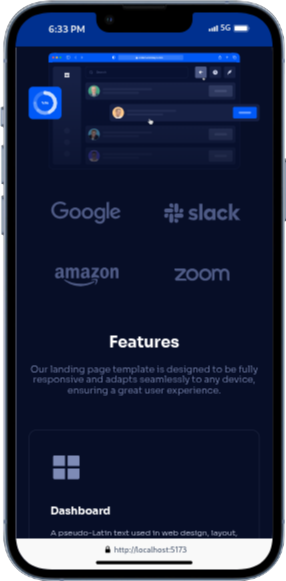 6:33 PM
5G
Google
slack
amazon
zoom
Features
Our landing page template is designed to be fully
responsive and adapts seamlessly to any device,
ensuring a great user experience.
Dashboard
A pseudo-Latin text used in web design, layout,
http://localhost:5173